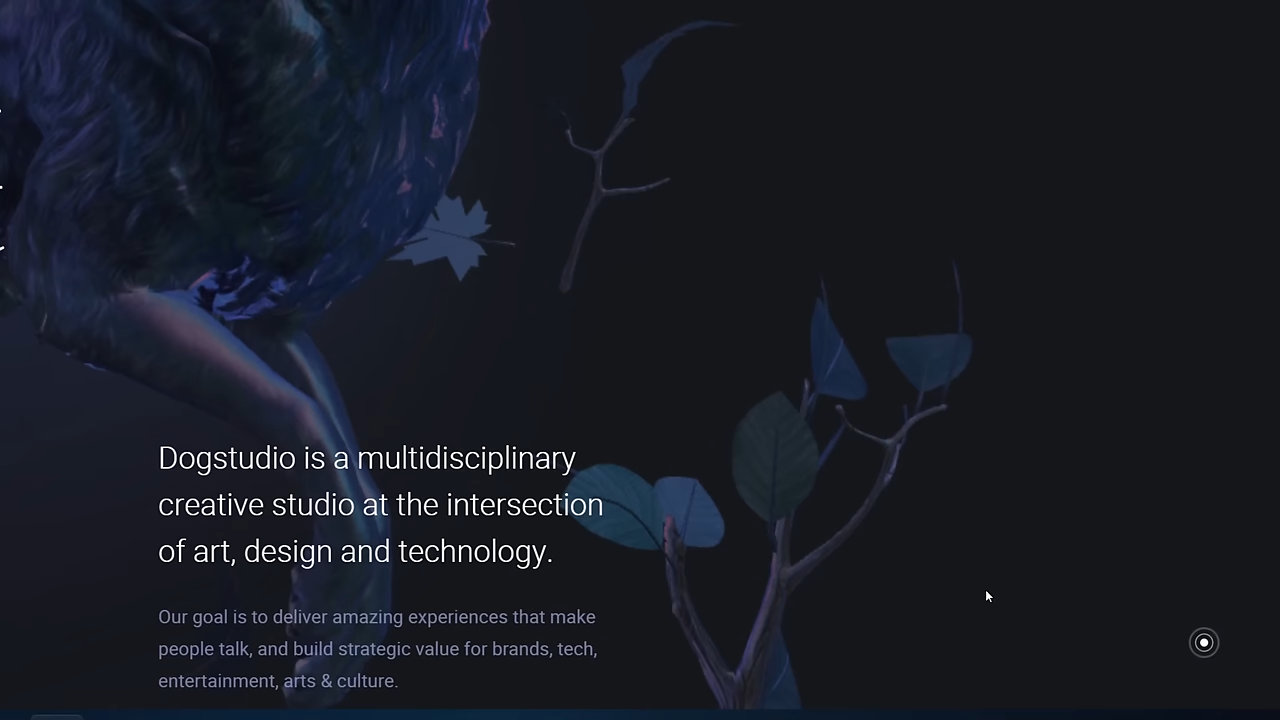 Dogstudio is a multidisciplinary
creative studio at the intersection
of art, design and technology.
Our goal is to deliver amazing experiences that make
people talk, and build strategic value for brands, tech,
entertainment, arts & culture.